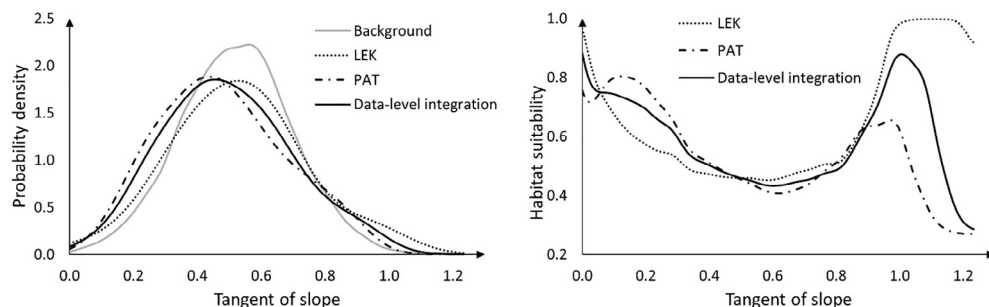 2.5
2.0
1.5
1.0
0.5
0.0
Probability density
Background
LEK
PAT
Data-level integration
0.0 0.2 0.4 0.6 0.8 1.0 1.2
Tangent of slope
1.0
0.8
0.6
0.4
0.2
Habitat suitability
LEK
PAT
Data-level integration
0.0 0.2 0.4 0.6 0.8 1.0 1.2
Tangent of slope